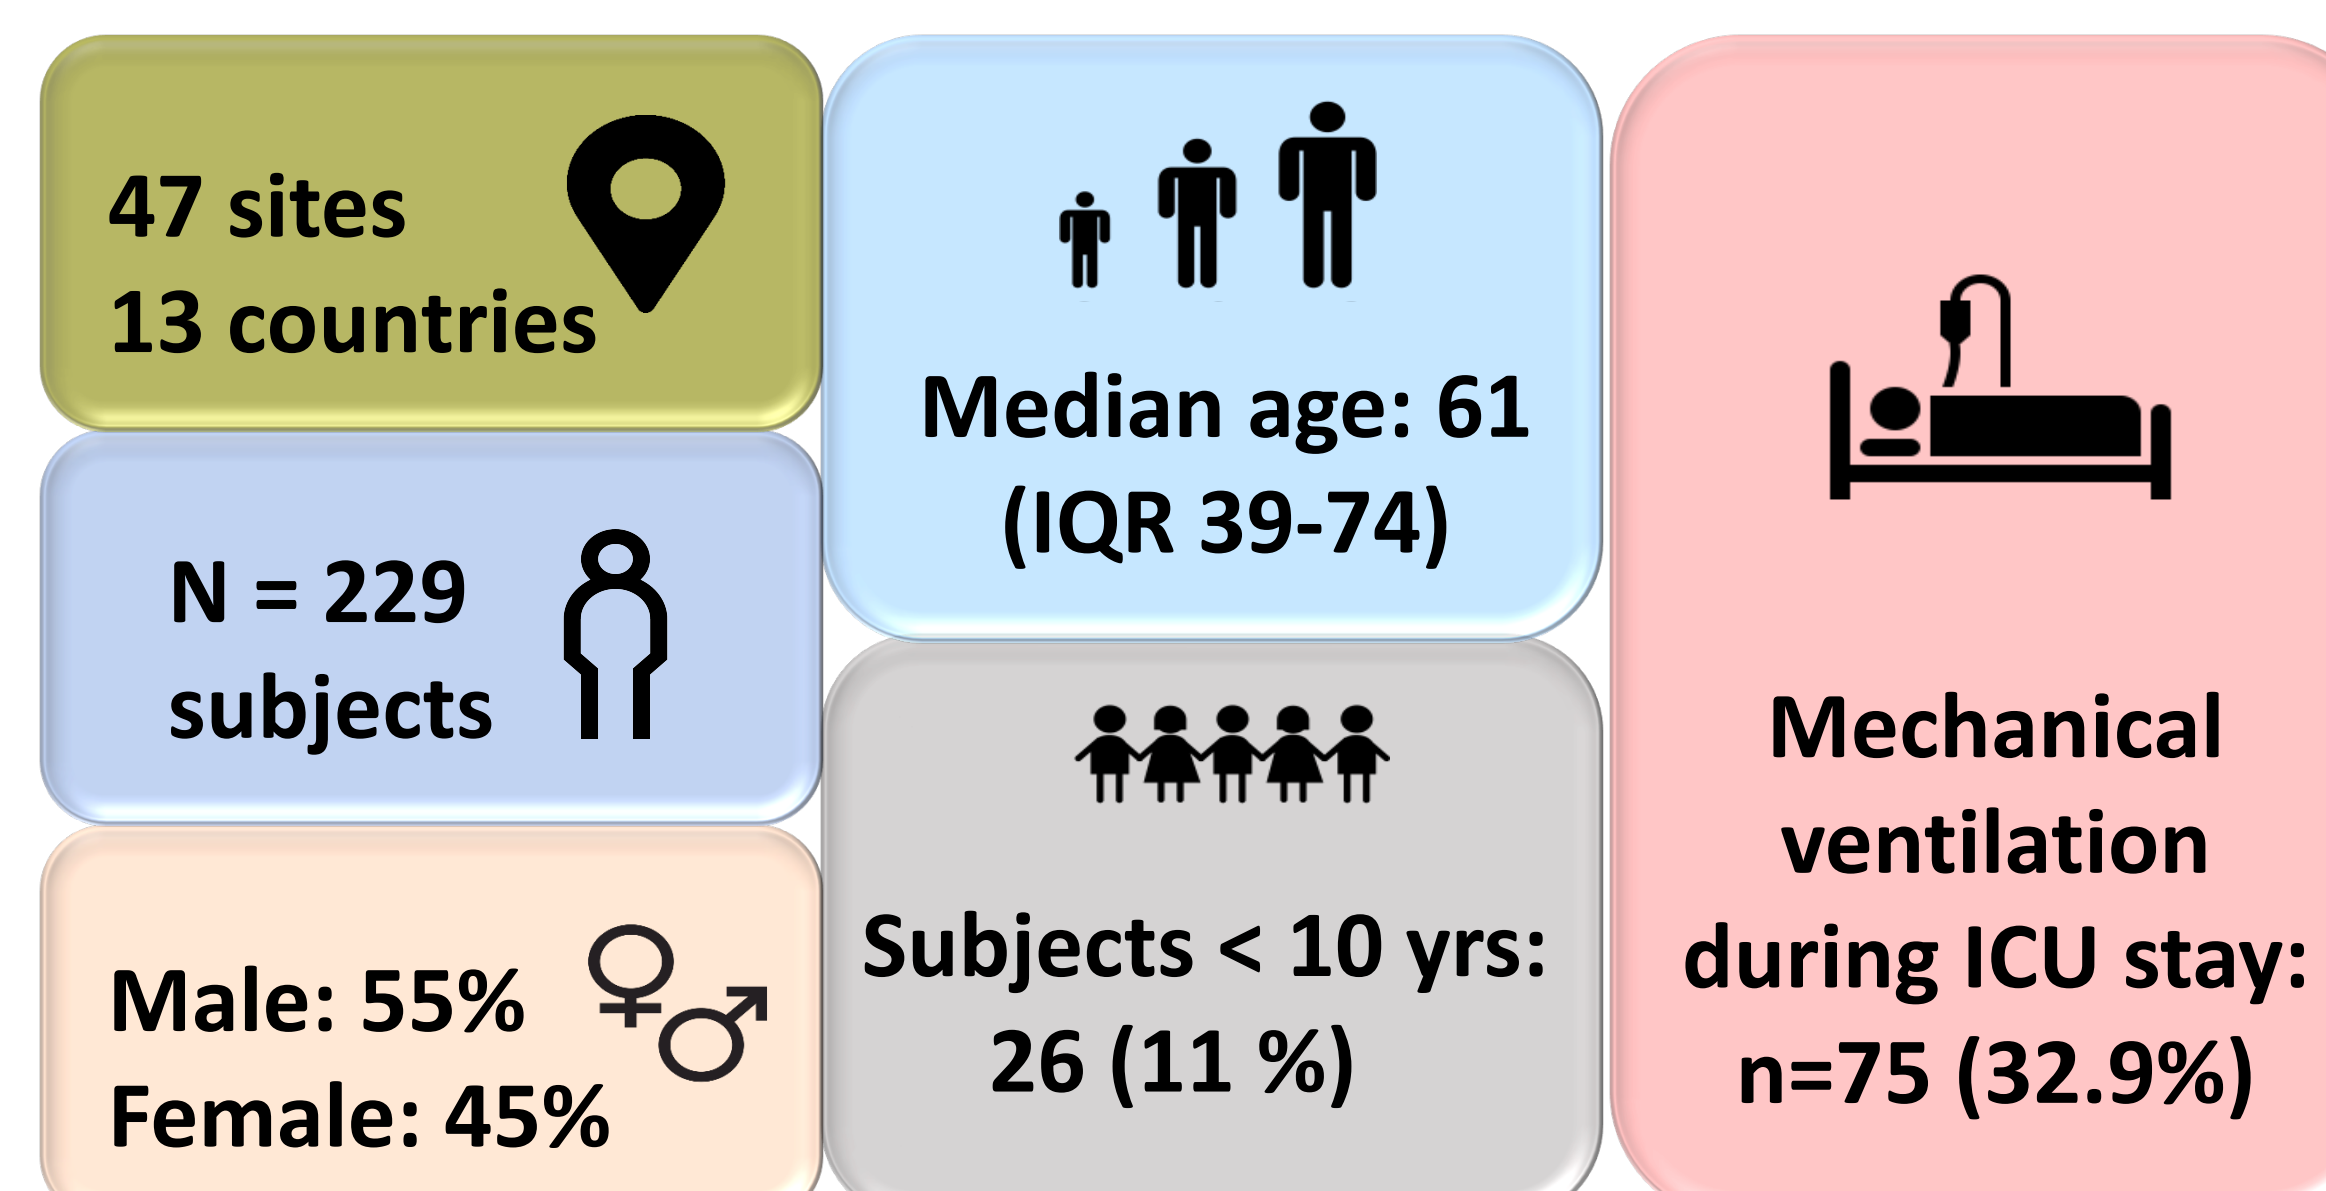 47 sites
13 countries
N = 229
subjects
Male: 55%
Female: 45%
Median age: 61
(IQR 39-74)
Subjects < 10 yrs:
26 (11 %)
Mechanical
ventilation
during ICU stay:
n=75 (32.9%)